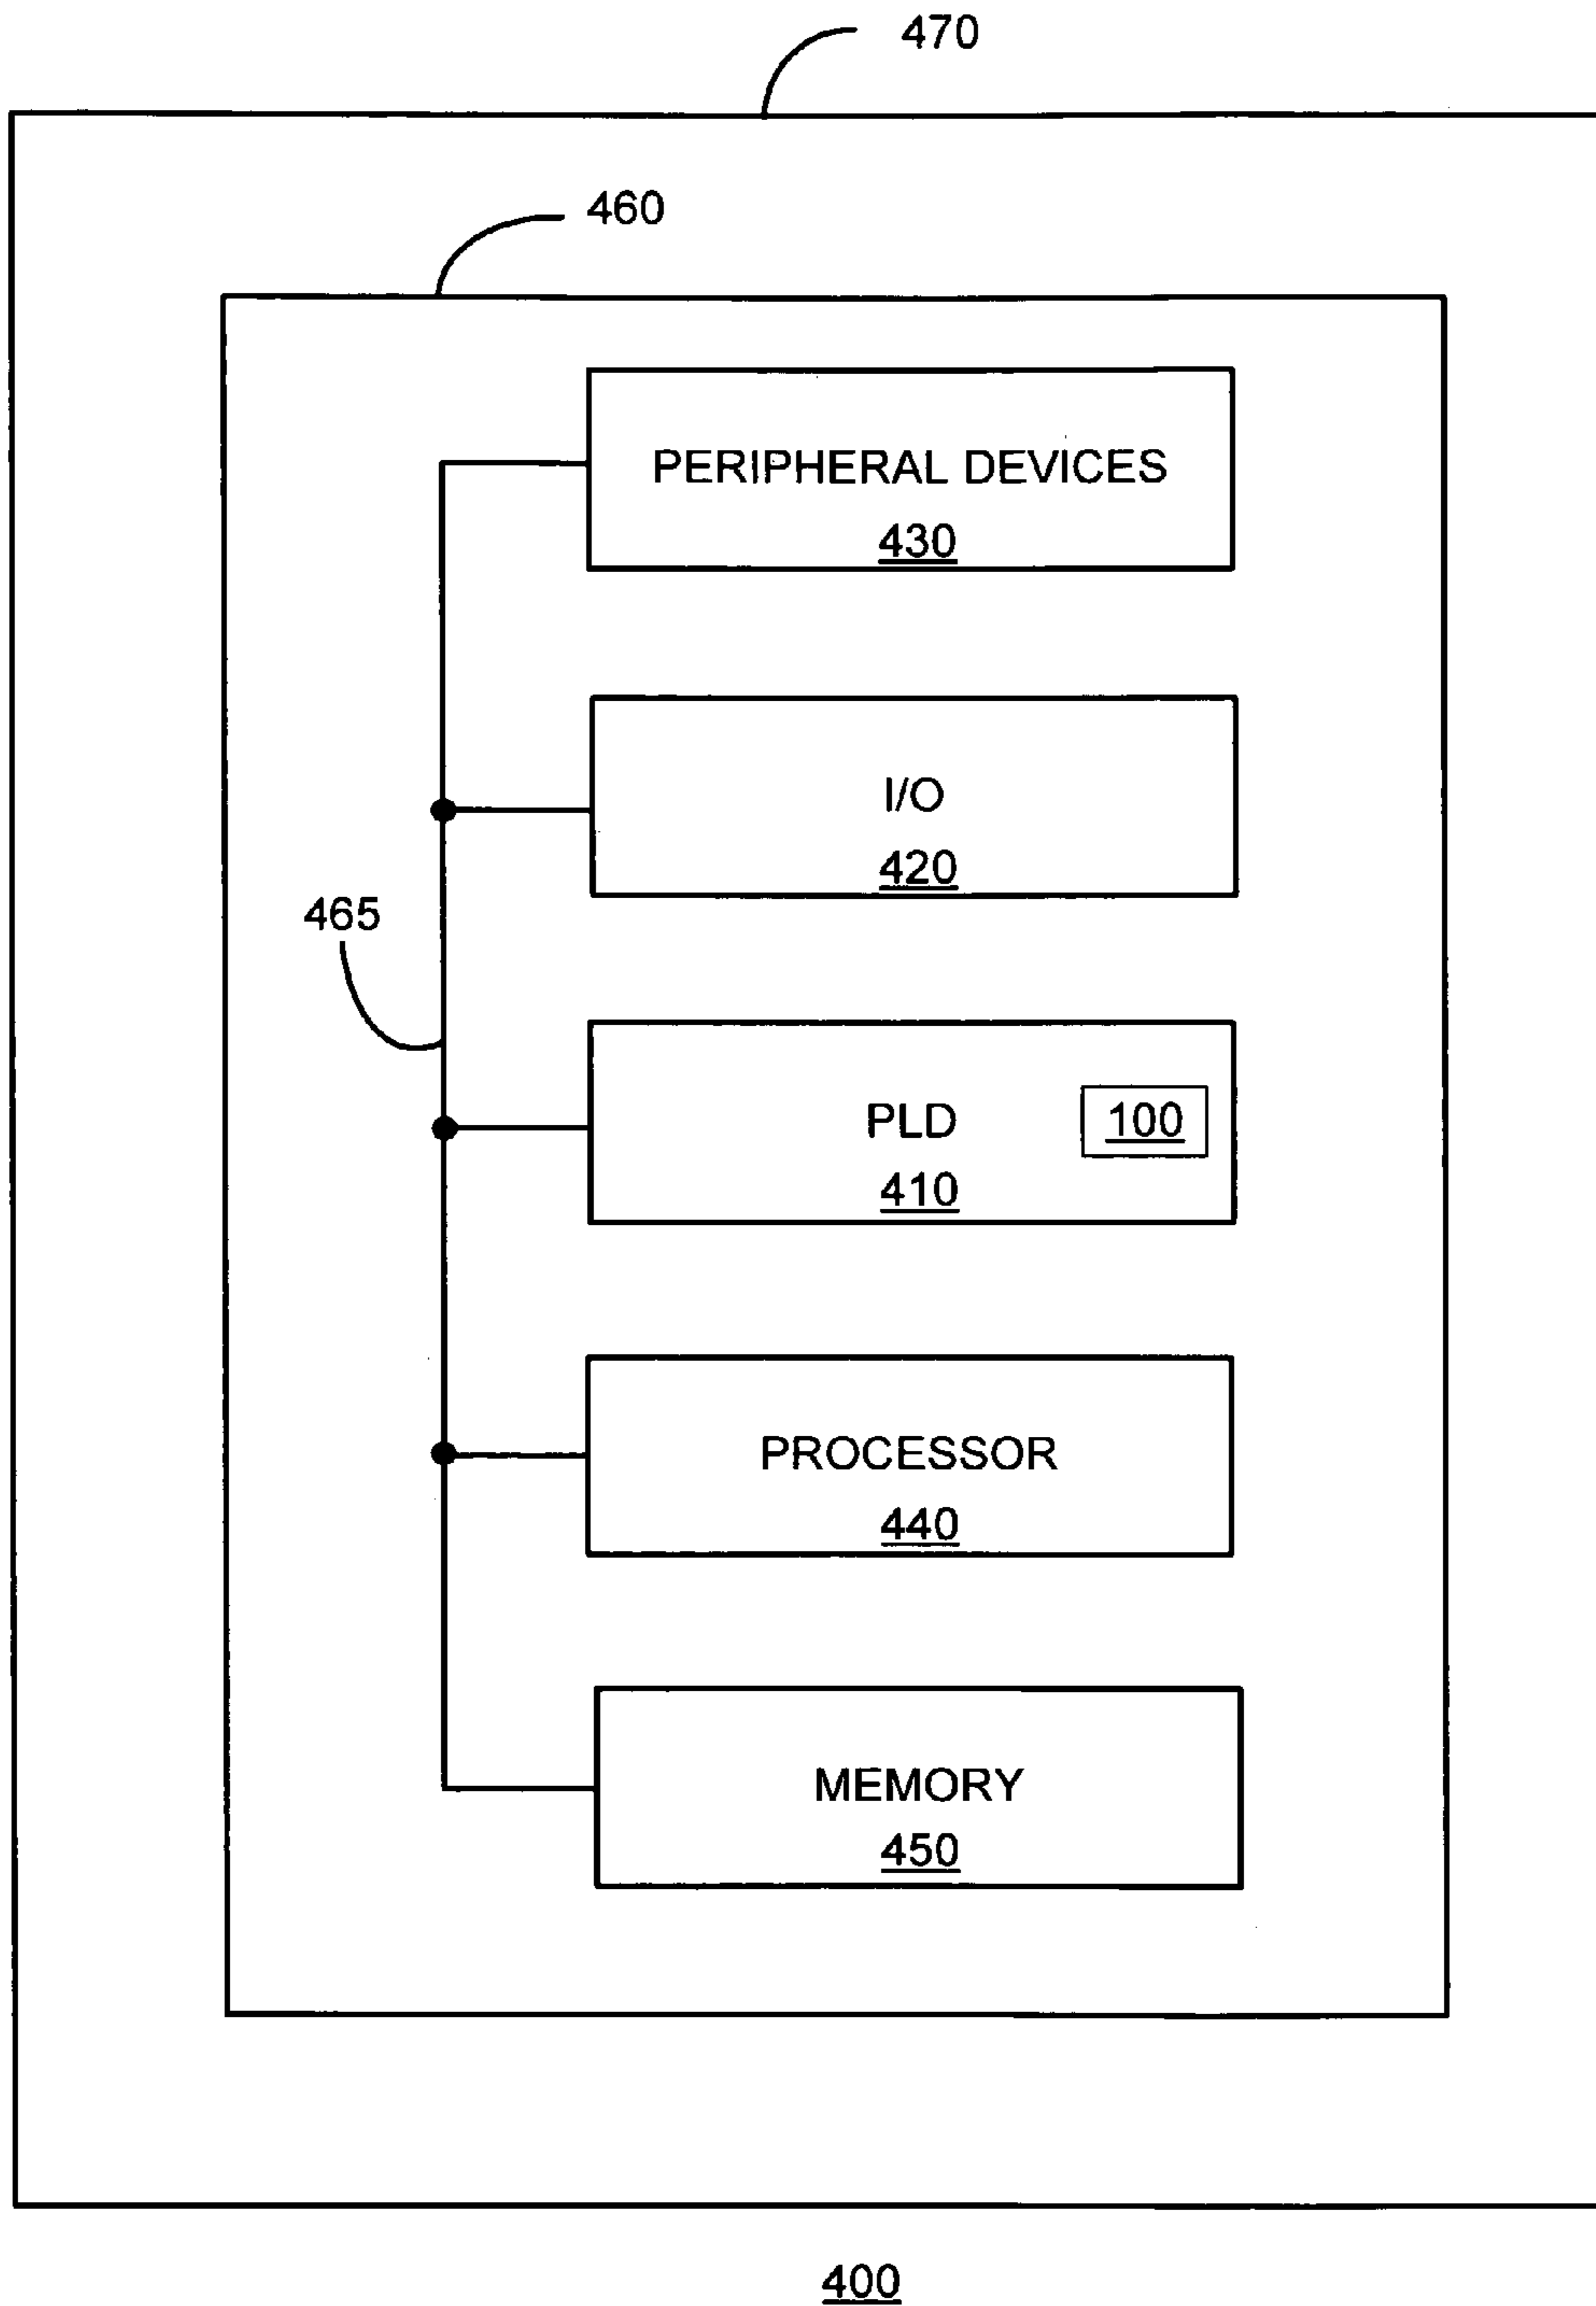 470
460
PERIPHERAL DEVICES
430
I/O
420
465
PLD
100
410
PROCESSOR
440
MEMORY
450
400